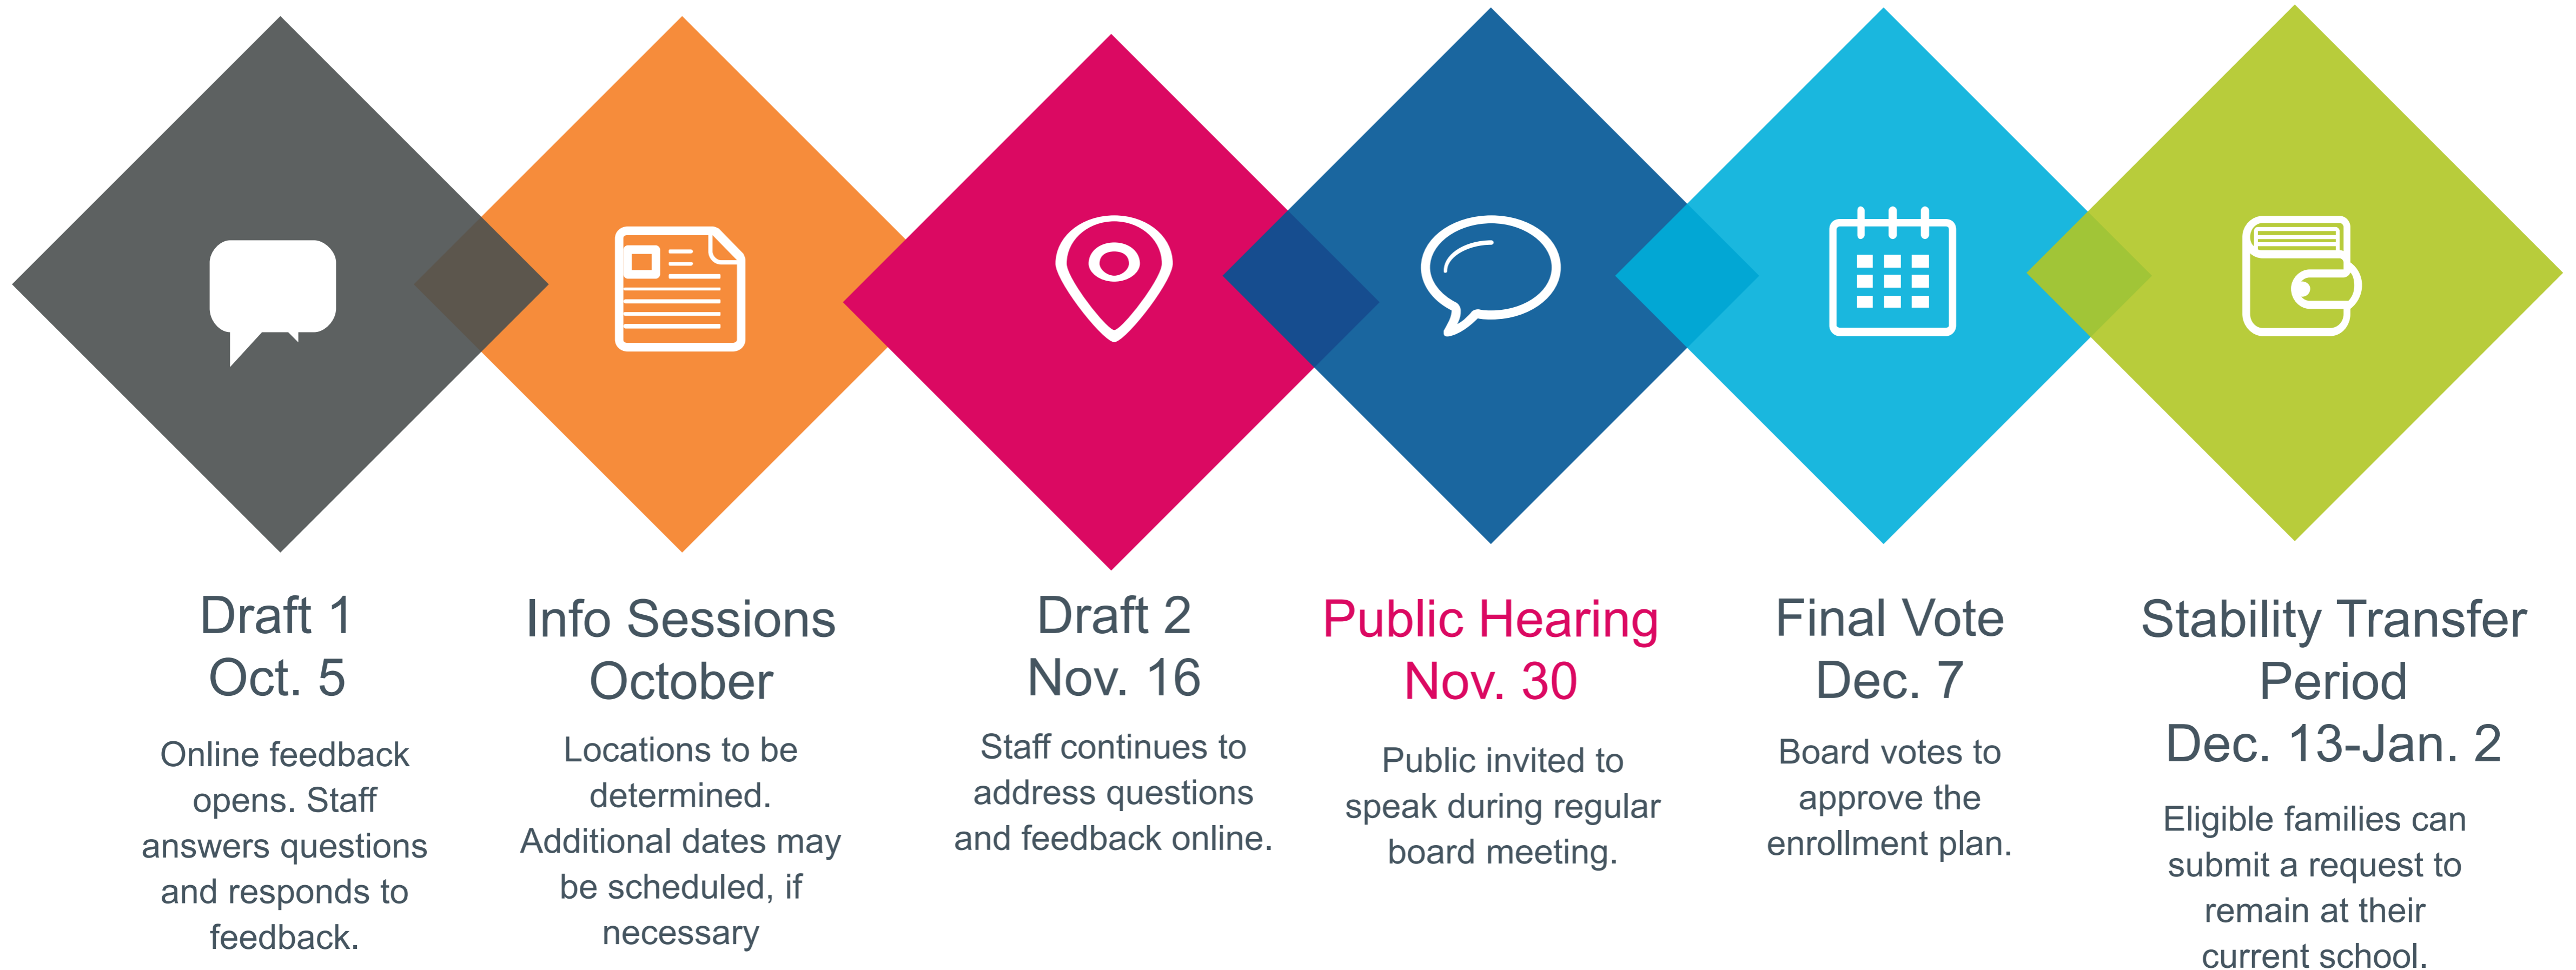 Draft 1
Oct. 5
Online feedback
opens. Staff
answers questions
and responds to
feedback.
Info Sessions
October
Locations to be
determined.
Additional dates may
be scheduled, if
necessary
Draft 2
Nov. 16
Staff continues to
address questions
and feedback online.
Public Hearing
Nov. 30
Public invited to
speak during regular
board meeting.
Final Vote
Dec. 7
Board votes to
approve the
enrollment plan.
Stability Transfer
Period
Dec. 13-Jan. 2
Eligible families can
submit a request to
remain at their
current school.